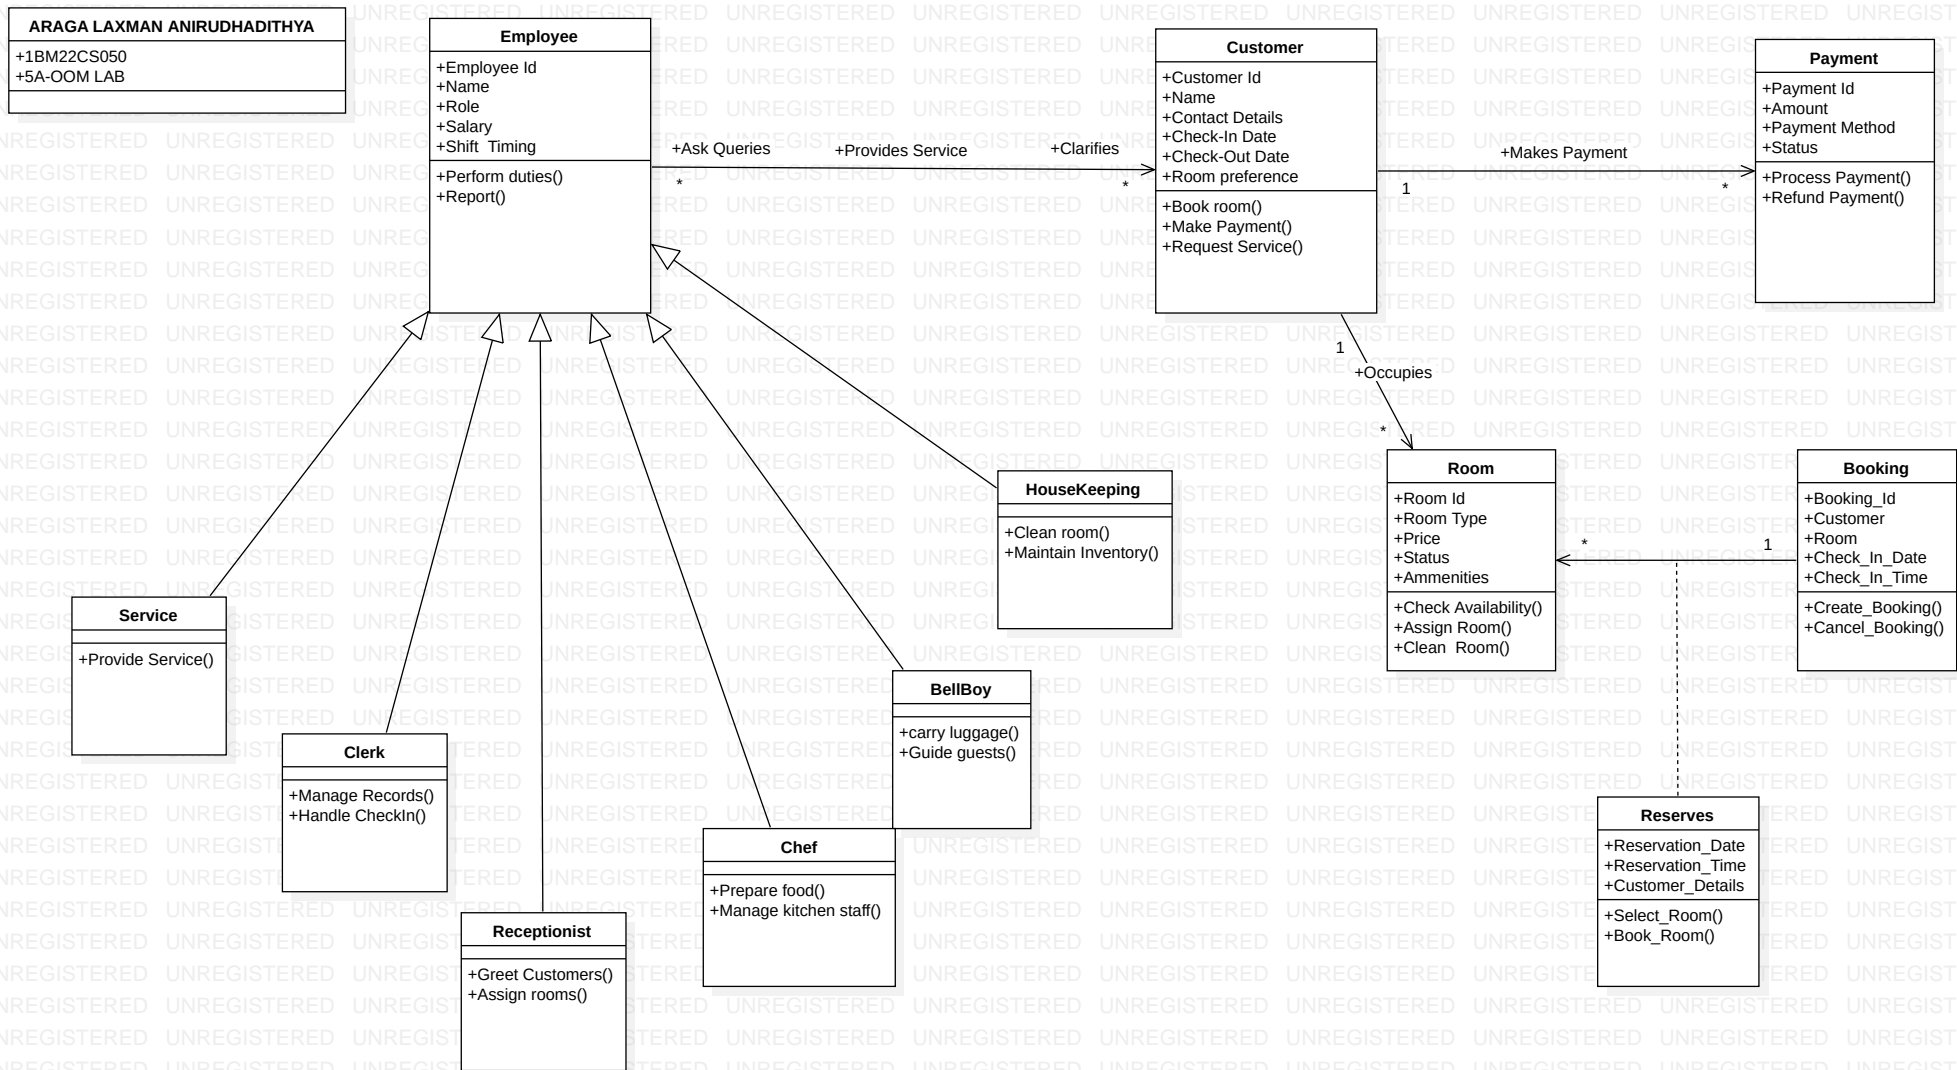 ARAGA LAXMAN ANIRUDHADITHYA
+1BM22CS050
+5A-OOM LAB
Employee
+Employee Id
+Name
+Role
+Salary
+Shift  Timing
+Perform duties()
+Report()
+Ask Queries
+Provides Service
+Clarifies
*
*
Customer
+Customer Id
+Name
+Contact Details
+Check-In Date
+Check-Out Date
+Room preference
+Book room()
+Make Payment()
+Request Service()
+Makes Payment
1
*
Payment
+Payment Id
+Amount
+Payment Method
+Status
+Process Payment()
+Refund Payment()
1
+Occupies
*
Room
+Room Id
+Room Type
+Price
+Status
+Ammenities
+Check Availability()
+Assign Room()
+Clean  Room()
*
1
Booking
+Booking_Id
+Customer
+Room
+Check_In_Date
+Check_In_Time
+Create_Booking()
+Cancel_Booking()
HouseKeeping
+Clean room()
+Maintain Inventory()
Service
+Provide Service()
BellBoy
+carry luggage()
+Guide guests()
Clerk
+Manage Records()
+Handle CheckIn()
Chef
+Prepare food()
+Manage kitchen staff()
Reserves
+Reservation_Date
+Reservation_Time
+Customer_Details
+Select_Room()
+Book_Room()
Receptionist
+Greet Customers()
+Assign rooms()
UNREGISTERED